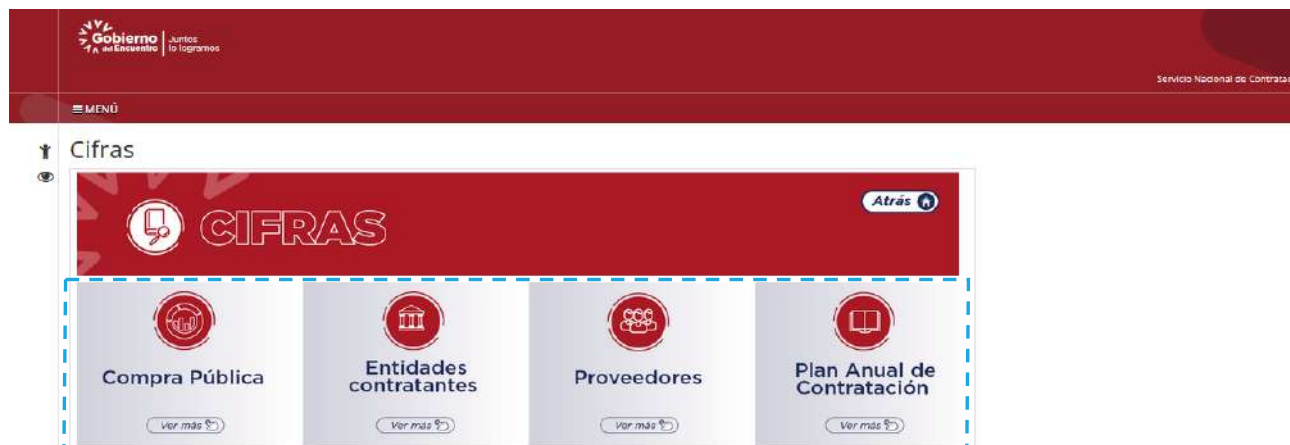 Gobierno
del Encuentro
Juntos
lo logramos
Servicio Nacional de Contratac
MENÚ
Cifras
CIFRAS
Atrás
Compra Pública
Entidades
contratantes
Proveedores
Plan Anual de
Contratación
Ver más
Ver más
Ver más
Ver más